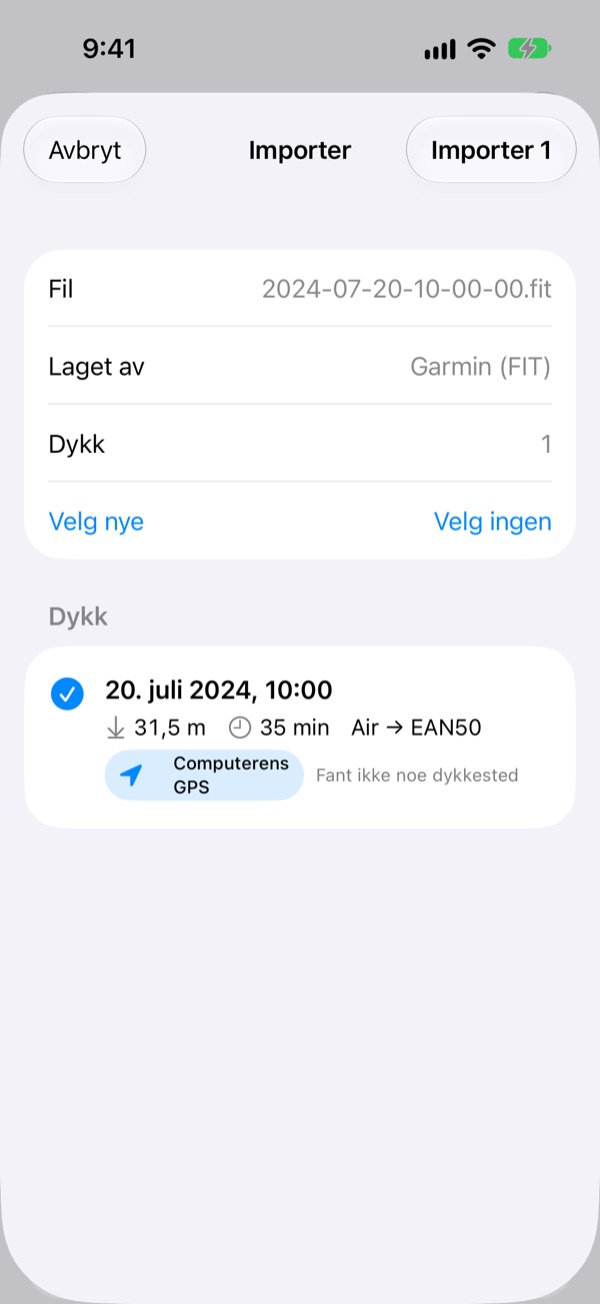 9:41
Avbryt
Importer
Importer 1
Fil
2024-07-20-10-00-00.fit
Laget av
Garmin (FIT)
Dykk
1
Velg nye
Velg ingen
Dykk
20. juli 2024, 10:00
31,5 m 35 min Air → EAN50
Computerens
GPS
Fant ikke noe dykkested